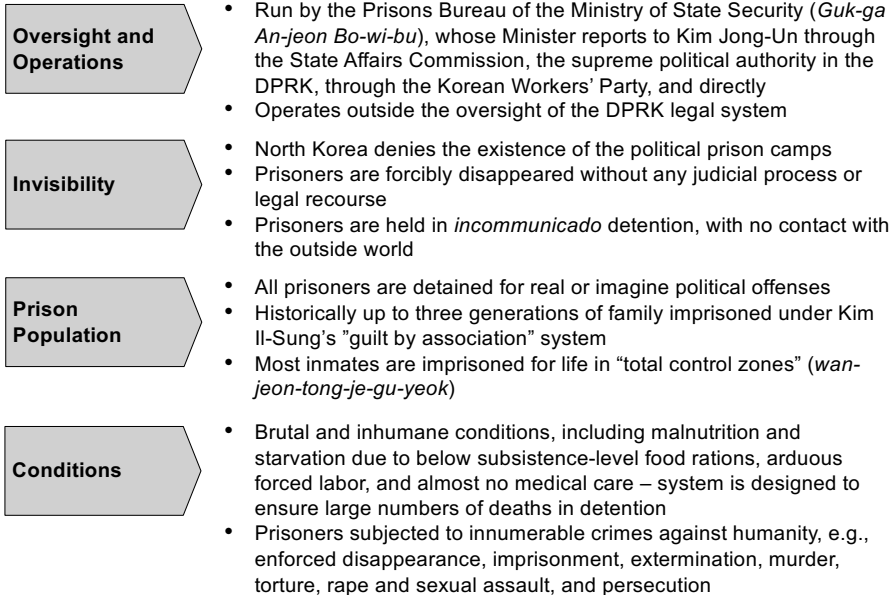 Oversight and
Operations
• Run by the Prisons Bureau of the Ministry of State Security (Guk-ga
An-jeon Bo-wi-bu), whose Minister reports to Kim Jong-Un through
the State Affairs Commission, the supreme political authority in the
DPRK, through the Korean Workers’ Party, and directly
• Operates outside the oversight of the DPRK legal system
Invisibility
• North Korea denies the existence of the political prison camps
• Prisoners are forcibly disappeared without any judicial process or
legal recourse
• Prisoners are held in incommunicado detention, with no contact with
the outside world
Prison
Population
• All prisoners are detained for real or imagine political offenses
• Historically up to three generations of family imprisoned under Kim
Il-Sung’s ”guilt by association” system
• Most inmates are imprisoned for life in “total control zones” (wan-
jeon-tong-je-gu-yeok)
Conditions
• Brutal and inhumane conditions, including malnutrition and
starvation due to below subsistence-level food rations, arduous
forced labor, and almost no medical care – system is designed to
ensure large numbers of deaths in detention
• Prisoners subjected to innumerable crimes against humanity, e.g.,
enforced disappearance, imprisonment, extermination, murder,
torture, rape and sexual assault, and persecution